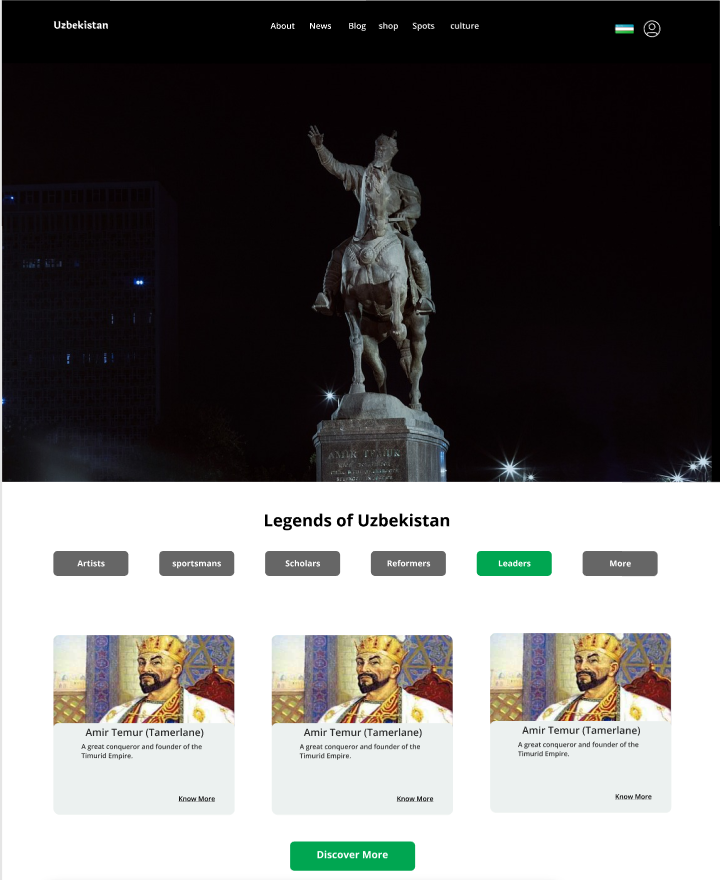 Uzbekistan
About News Blog shop Spots culture
AMIR TEMUR
Legends of Uzbekistan
Artists sportsmans Scholars Reformers Leaders More
Amir Temur (Tamerlane)
A great conqueror and founder of the
Timurid Empire.
Know More
Amir Temur (Tamerlane)
A great conqueror and founder of the
Timurid Empire.
Know More
Amir Temur (Tamerlane)
A great conqueror and founder of the
Timurid Empire.
Know More
Discover More